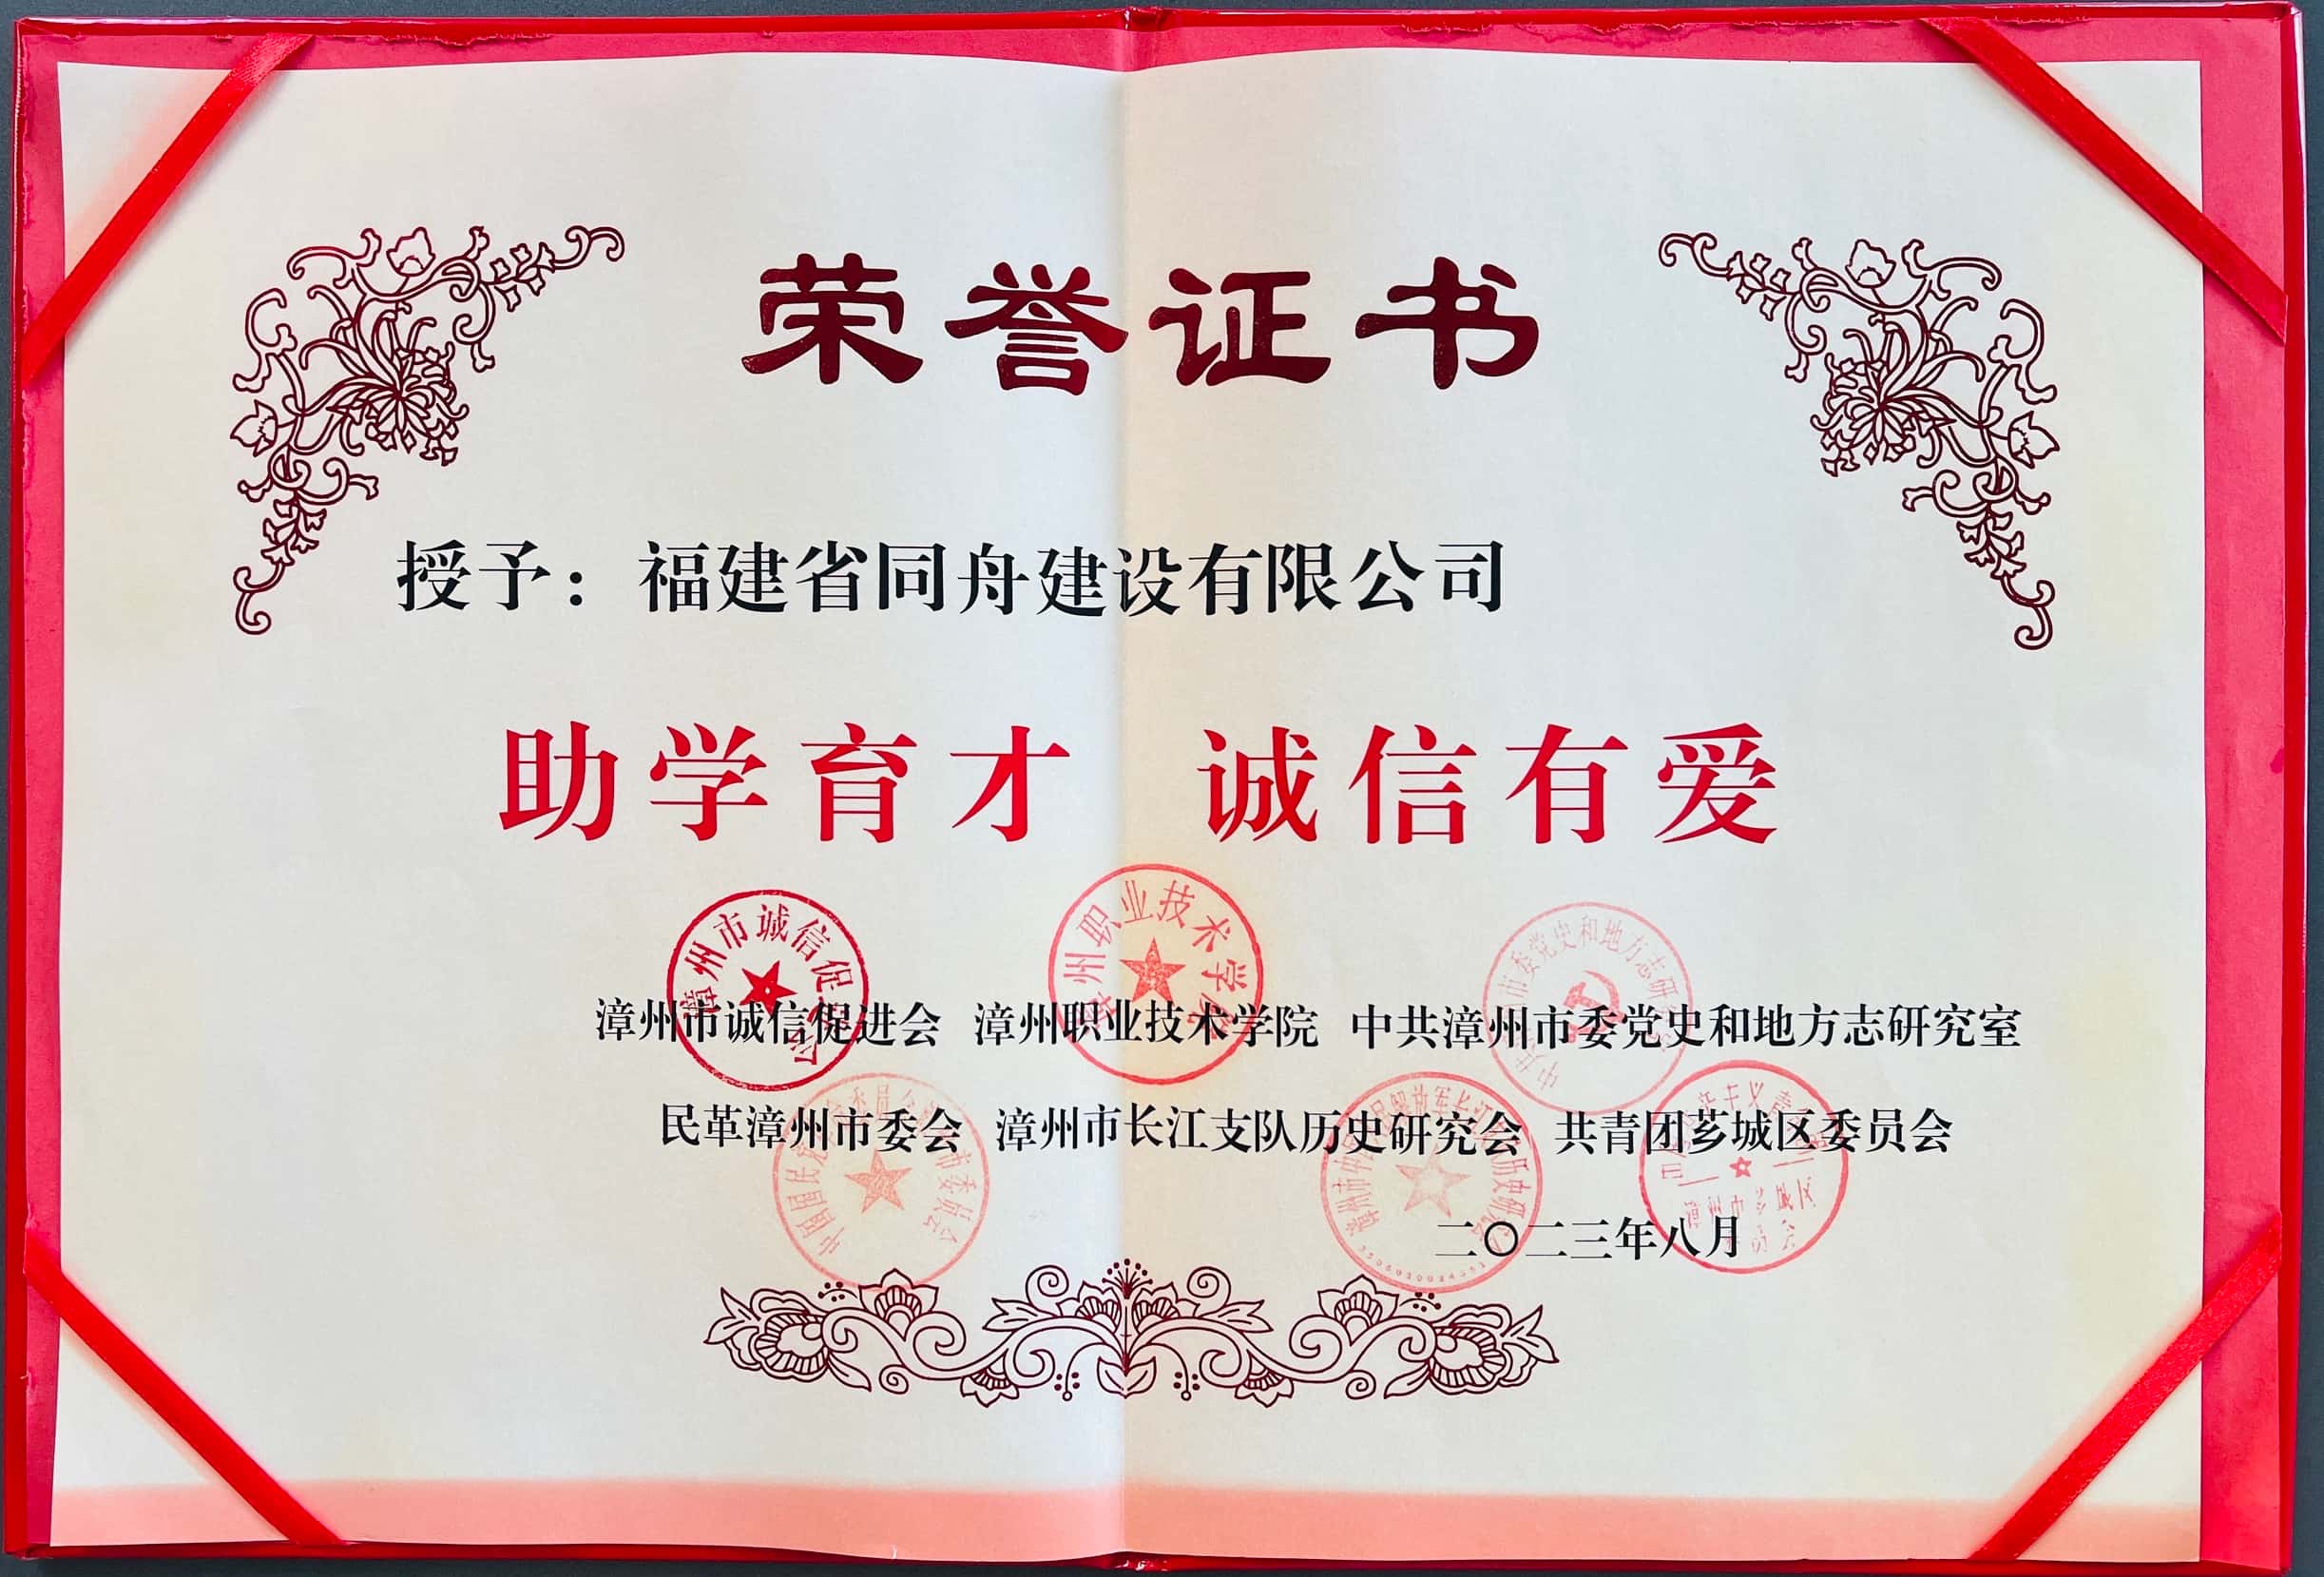 荣誉证书
授予：福建省同舟建设有限公司
助学育才 诚信有爱
漳州市诚信促进会 漳州职业技术学院 中共漳州市委党史和地方志研究室
民革漳州市委会 漳州市长江支队历史研究会 共青团芗城区委员会
二〇二三年八月